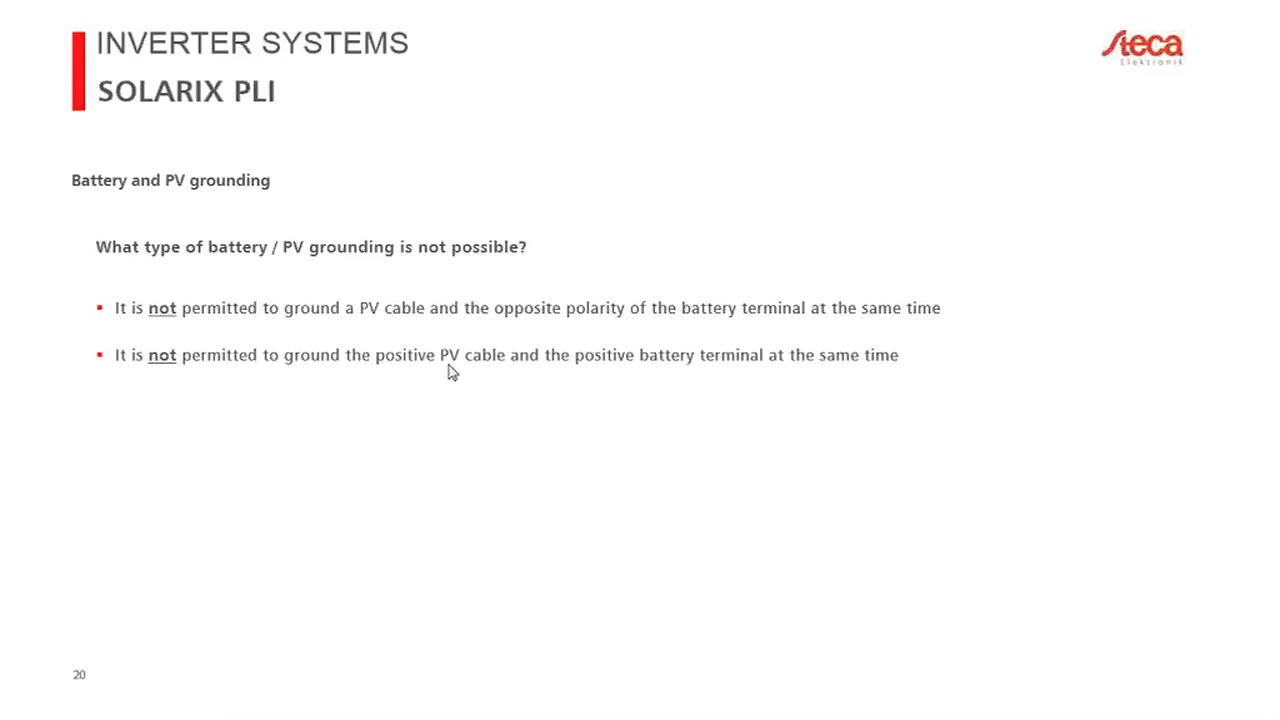 INVERTER SYSTEMS
SOLARIX PLI
Steca
Elektronik
Battery and PV grounding
What type of battery / PV grounding is not possible?
▪ It is not permitted to ground a PV cable and the opposite polarity of the battery terminal at the same time
▪ It is not permitted to ground the positive PV cable and the positive battery terminal at the same time
20